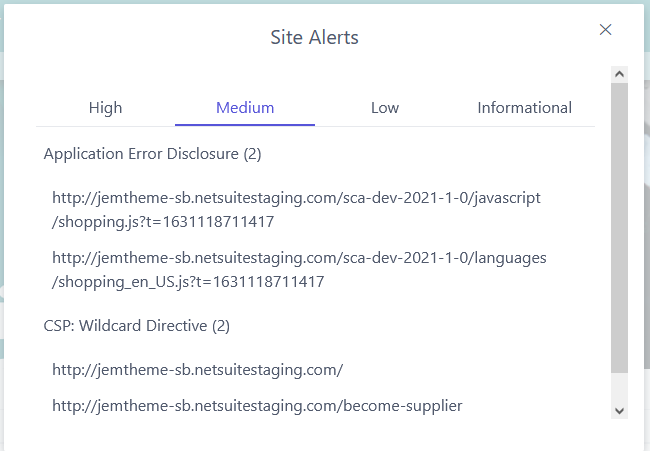 Site Alerts
High Medium Low Informational
Application Error Disclosure (2)
http://jemtheme-sb.netsuitestaging.com/sca-dev-2021-1-0/javascript
/shopping.js?t=1631118711417
http://jemtheme-sb.netsuitestaging.com/sca-dev-2021-1-0/languages
/shopping_en_US.js?t=1631118711417
CSP: Wildcard Directive (2)
http://jemtheme-sb.netsuitestaging.com/
http://jemtheme-sb.netsuitestaging.com/become-supplier